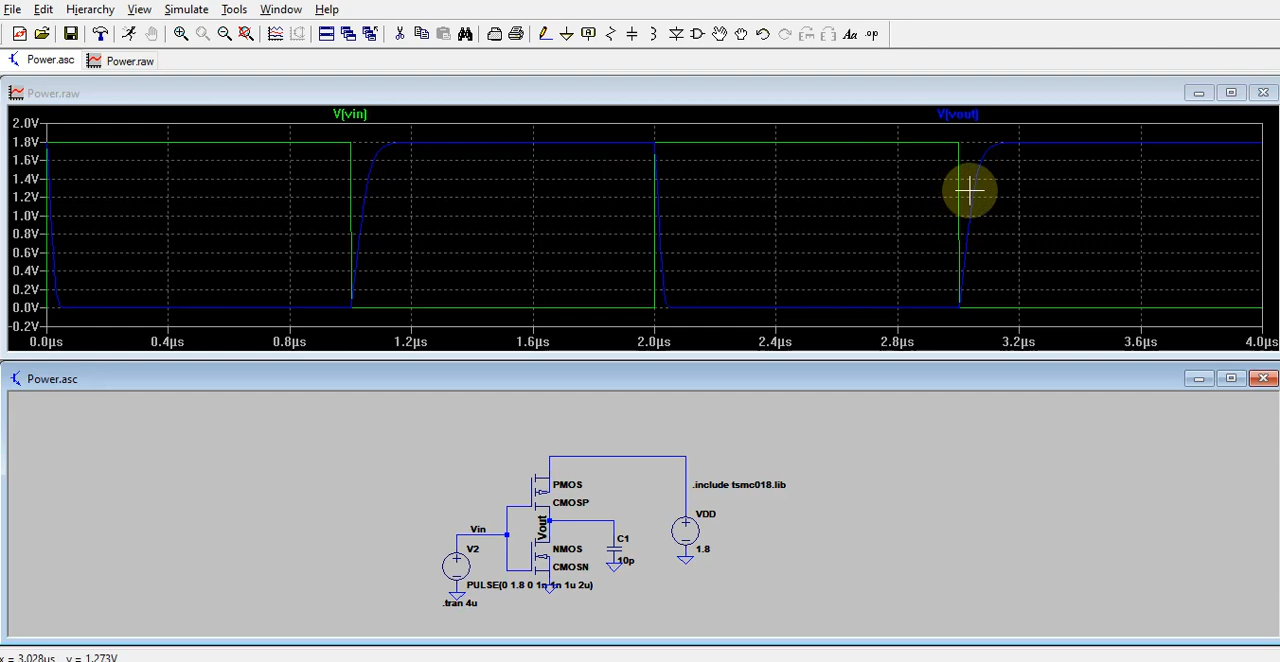 File Edit Hierarchy View Simulate Tools Window Help
Aa .op
Power.asc Power.raw
Power.raw
V(vin) V(vout)
2.0V
1.8V
1.6V
1.4V
1.2V
1.0V
0.8V
0.6V
0.4V
0.2V
0.0V
-0.2V
0.0µs 0.4µs 0.8µs 1.2µs 1.6µs 2.0µs 2.4µs 2.8µs 3.2µs 3.6µs 4.0µs
Power.asc
PMOS
CMOSP
.include tsmc018.lib
VDD
1.8
Vin
Vout
V2
C1
10p
NMOS
CMOSN
PULSE(0 1.8 0 1n 1n 1u 2u)
.tran 4u
x = 3.028µs y = 1.273V